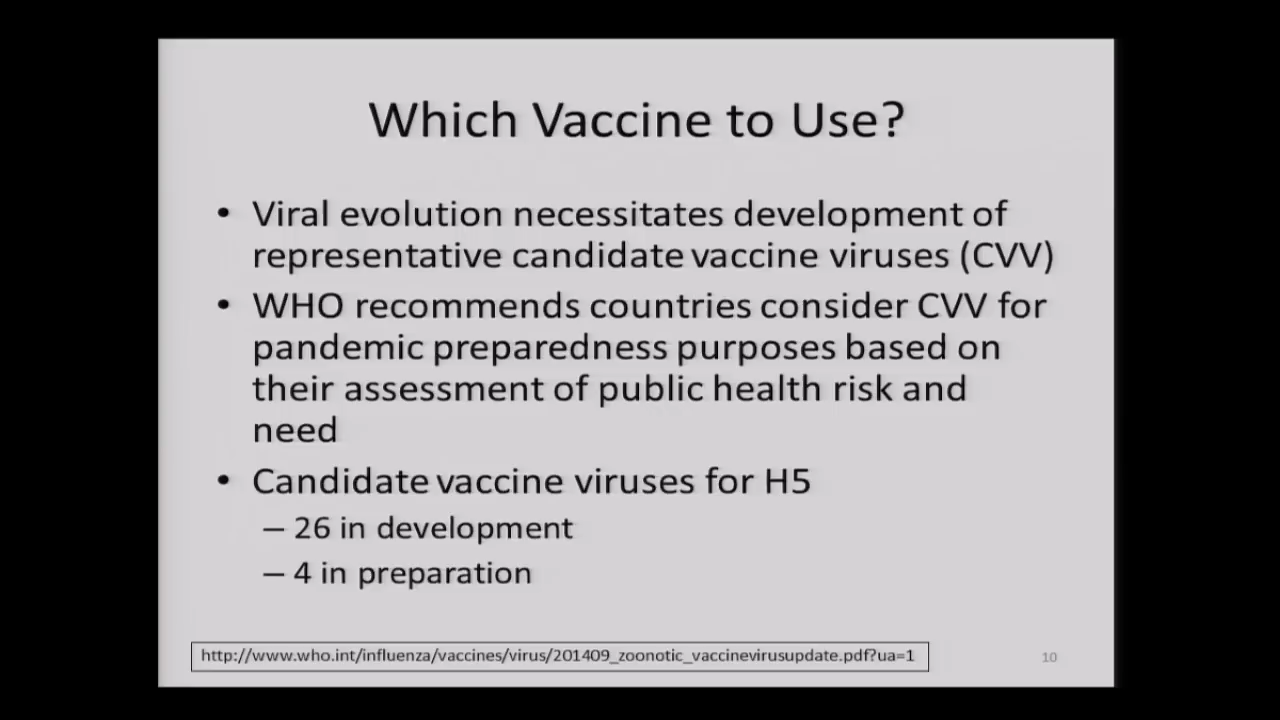 Which Vaccine to Use?
• Viral evolution necessitates development of
representative candidate vaccine viruses (CVV)
• WHO recommends countries consider CVV for
pandemic preparedness purposes based on
their assessment of public health risk and
need
• Candidate vaccine viruses for H5
– 26 in development
– 4 in preparation
http://www.who.int/influenza/vaccines/virus/201409_zoonotic_vaccinevirusupdate.pdf?ua=1
10